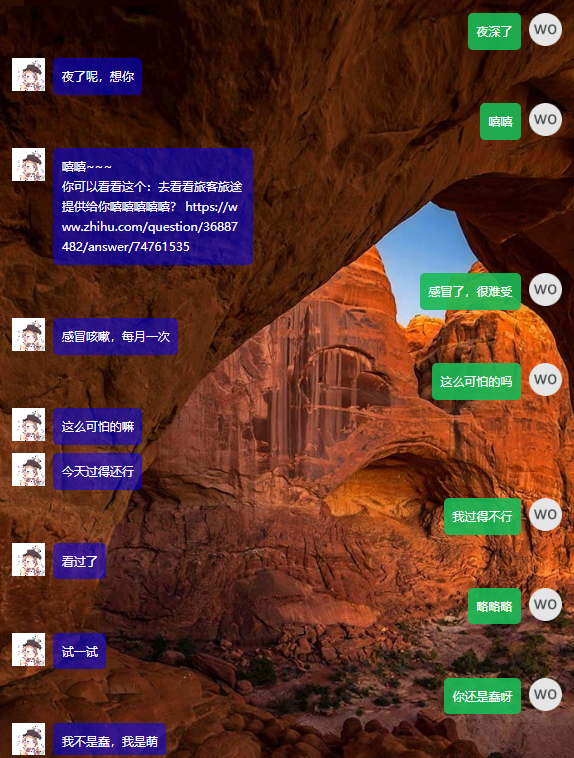 夜深了
WO
夜了呢，想你
嘻嘻
WO
嘻嘻~~~
你可以看看这个：去看看旅客旅途
提供给你嘻嘻嘻嘻嘻？ https://w
ww.zhihu.com/question/36887
482/answer/74761535
感冒了，很难受
WO
感冒咳嗽，每月一次
这么可怕的吗
WO
这么可怕的嘛
今天过得还行
我过得不行
WO
看过了
略略略
WO
试一试
你还是蠢呀
WO
我不是蠢，我是萌